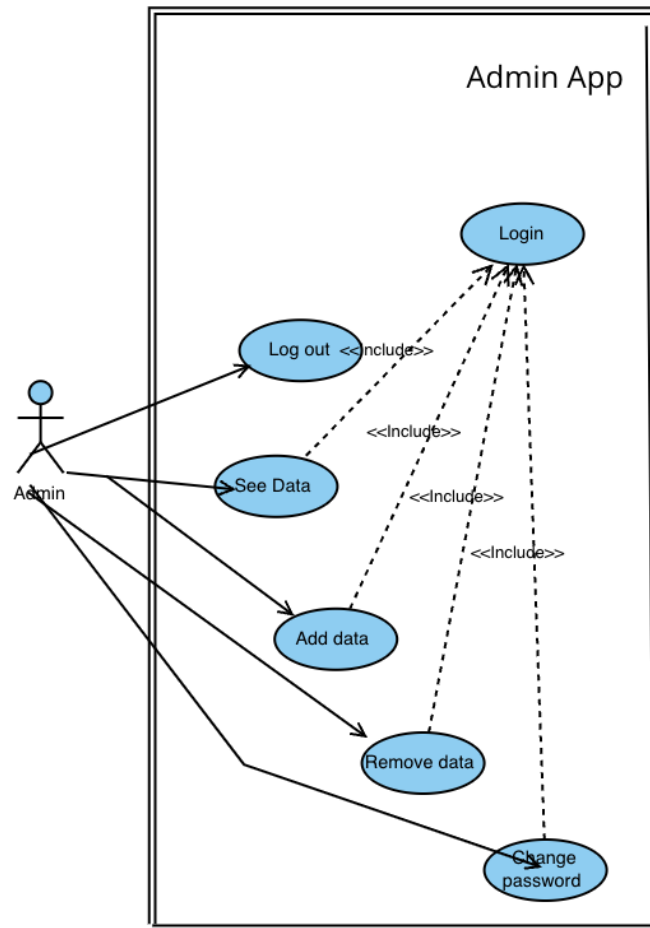 Admin App
Login
Log out
<<Include>>
<<Include>>
See Data
Admin
<<Include>>
<<Include>>
Add data
Remove data
Change
password